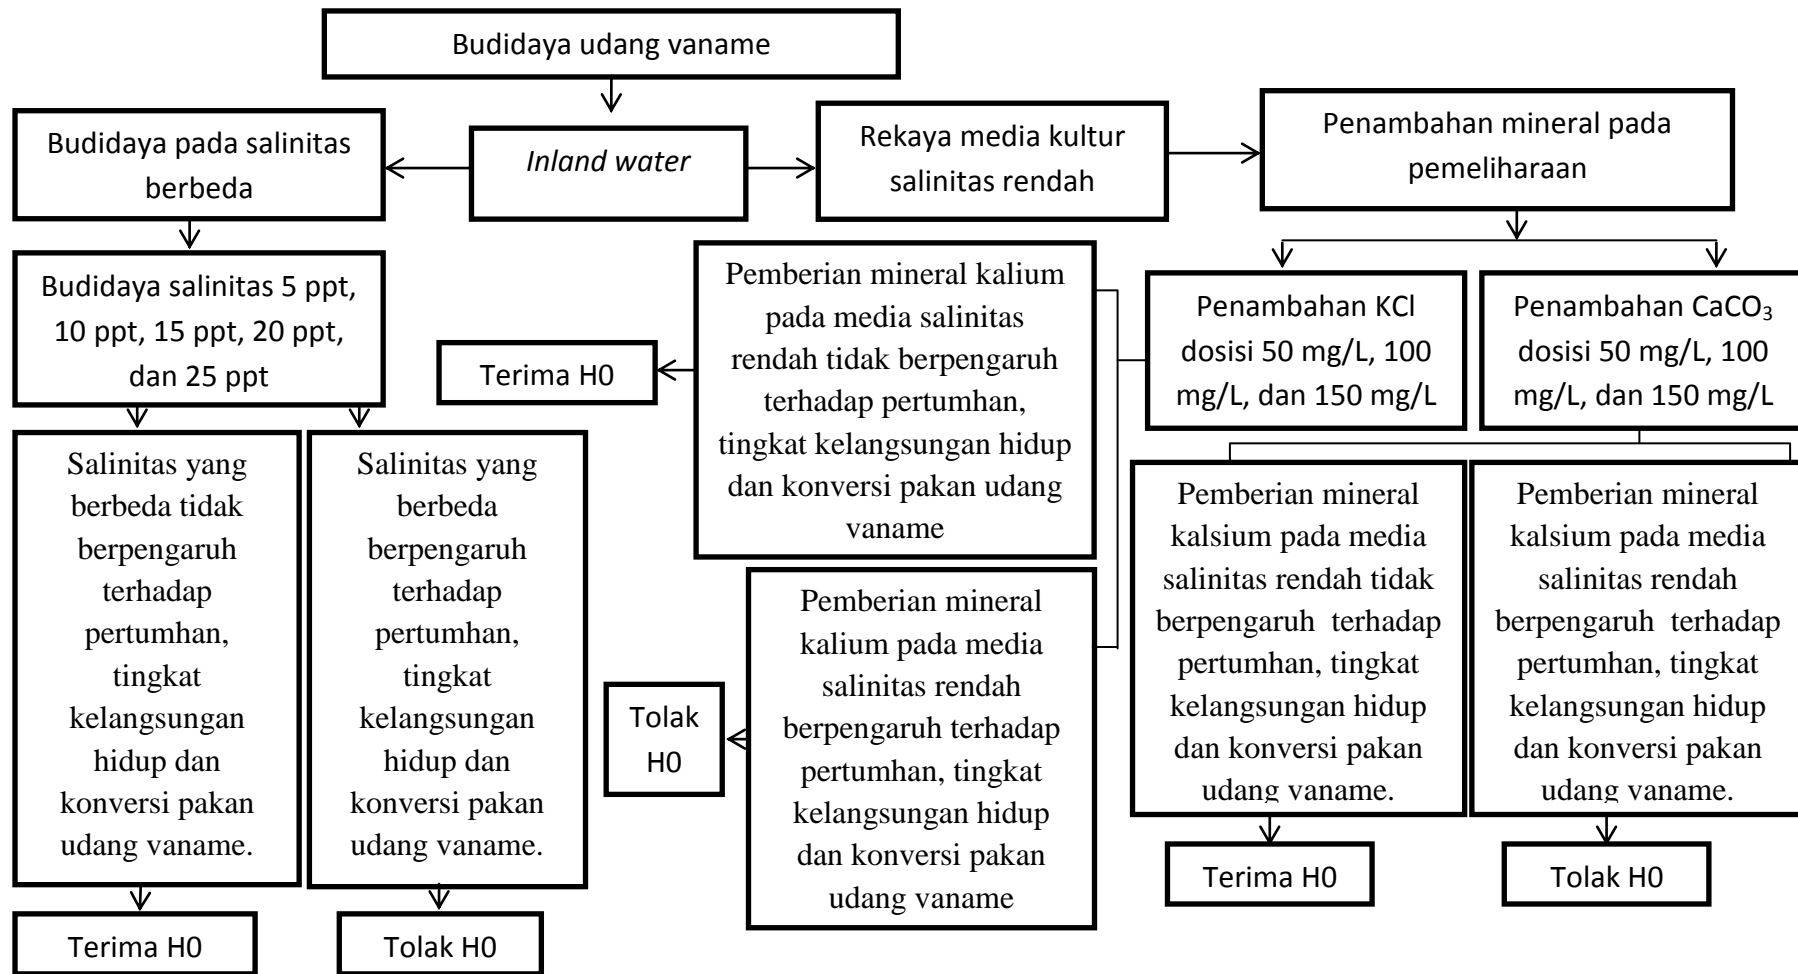 Budidaya udang vaname
Budidaya pada salinitas
berbeda
Inland water
Rekaya media kultur
salinitas rendah
Penambahan mineral pada
pemeliharaan
Budidaya salinitas 5 ppt,
10 ppt, 15 ppt, 20 ppt,
dan 25 ppt
Terima H0
Pemberian mineral kalium
pada media salinitas
rendah tidak berpengaruh
terhadap pertumhan,
tingkat kelangsungan hidup
dan konversi pakan udang
vaname
Penambahan KCl
dosisi 50 mg/L, 100
mg/L, dan 150 mg/L
Penambahan CaCO₃
dosisi 50 mg/L, 100
mg/L, dan 150 mg/L
Salinitas yang
berbeda tidak
berpengaruh
terhadap
pertumhan,
tingkat
kelangsungan
hidup dan
konversi pakan
udang vaname.
Salinitas yang
berbeda
berpengaruh
terhadap
pertumhan,
tingkat
kelangsungan
hidup dan
konversi pakan
udang vaname.
Tolak
H0
Pemberian mineral
kalium pada media
salinitas rendah
berpengaruh terhadap
pertumhan, tingkat
kelangsungan hidup
dan konversi pakan
udang vaname
Pemberian mineral
kalsium pada media
salinitas rendah tidak
berpengaruh terhadap
pertumhan, tingkat
kelangsungan hidup
dan konversi pakan
udang vaname.
Pemberian mineral
kalsium pada media
salinitas rendah
berpengaruh terhadap
pertumhan, tingkat
kelangsungan hidup
dan konversi pakan
udang vaname.
Terima H0
Tolak H0
Terima H0
Tolak H0